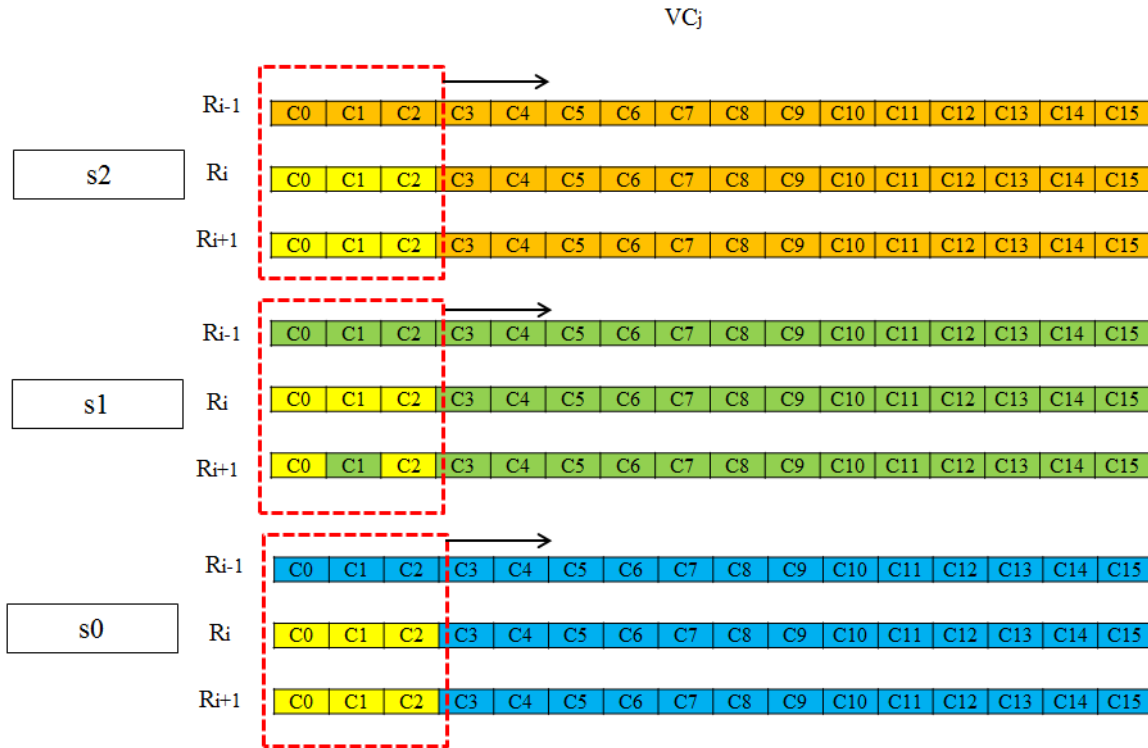 VCj
Ri-1 C0 C1 C2 C3 C4 C5 C6 C7 C8 C9 C10 C11 C12 C13 C14 C15
s2 Ri C0 C1 C2 C3 C4 C5 C6 C7 C8 C9 C10 C11 C12 C13 C14 C15
Ri+1 C0 C1 C2 C3 C4 C5 C6 C7 C8 C9 C10 C11 C12 C13 C14 C15
Ri-1 C0 C1 C2 C3 C4 C5 C6 C7 C8 C9 C10 C11 C12 C13 C14 C15
s1 Ri C0 C1 C2 C3 C4 C5 C6 C7 C8 C9 C10 C11 C12 C13 C14 C15
Ri+1 C0 C1 C2 C3 C4 C5 C6 C7 C8 C9 C10 C11 C12 C13 C14 C15
Ri-1 C0 C1 C2 C3 C4 C5 C6 C7 C8 C9 C10 C11 C12 C13 C14 C15
s0 Ri C0 C1 C2 C3 C4 C5 C6 C7 C8 C9 C10 C11 C12 C13 C14 C15
Ri+1 C0 C1 C2 C3 C4 C5 C6 C7 C8 C9 C10 C11 C12 C13 C14 C15